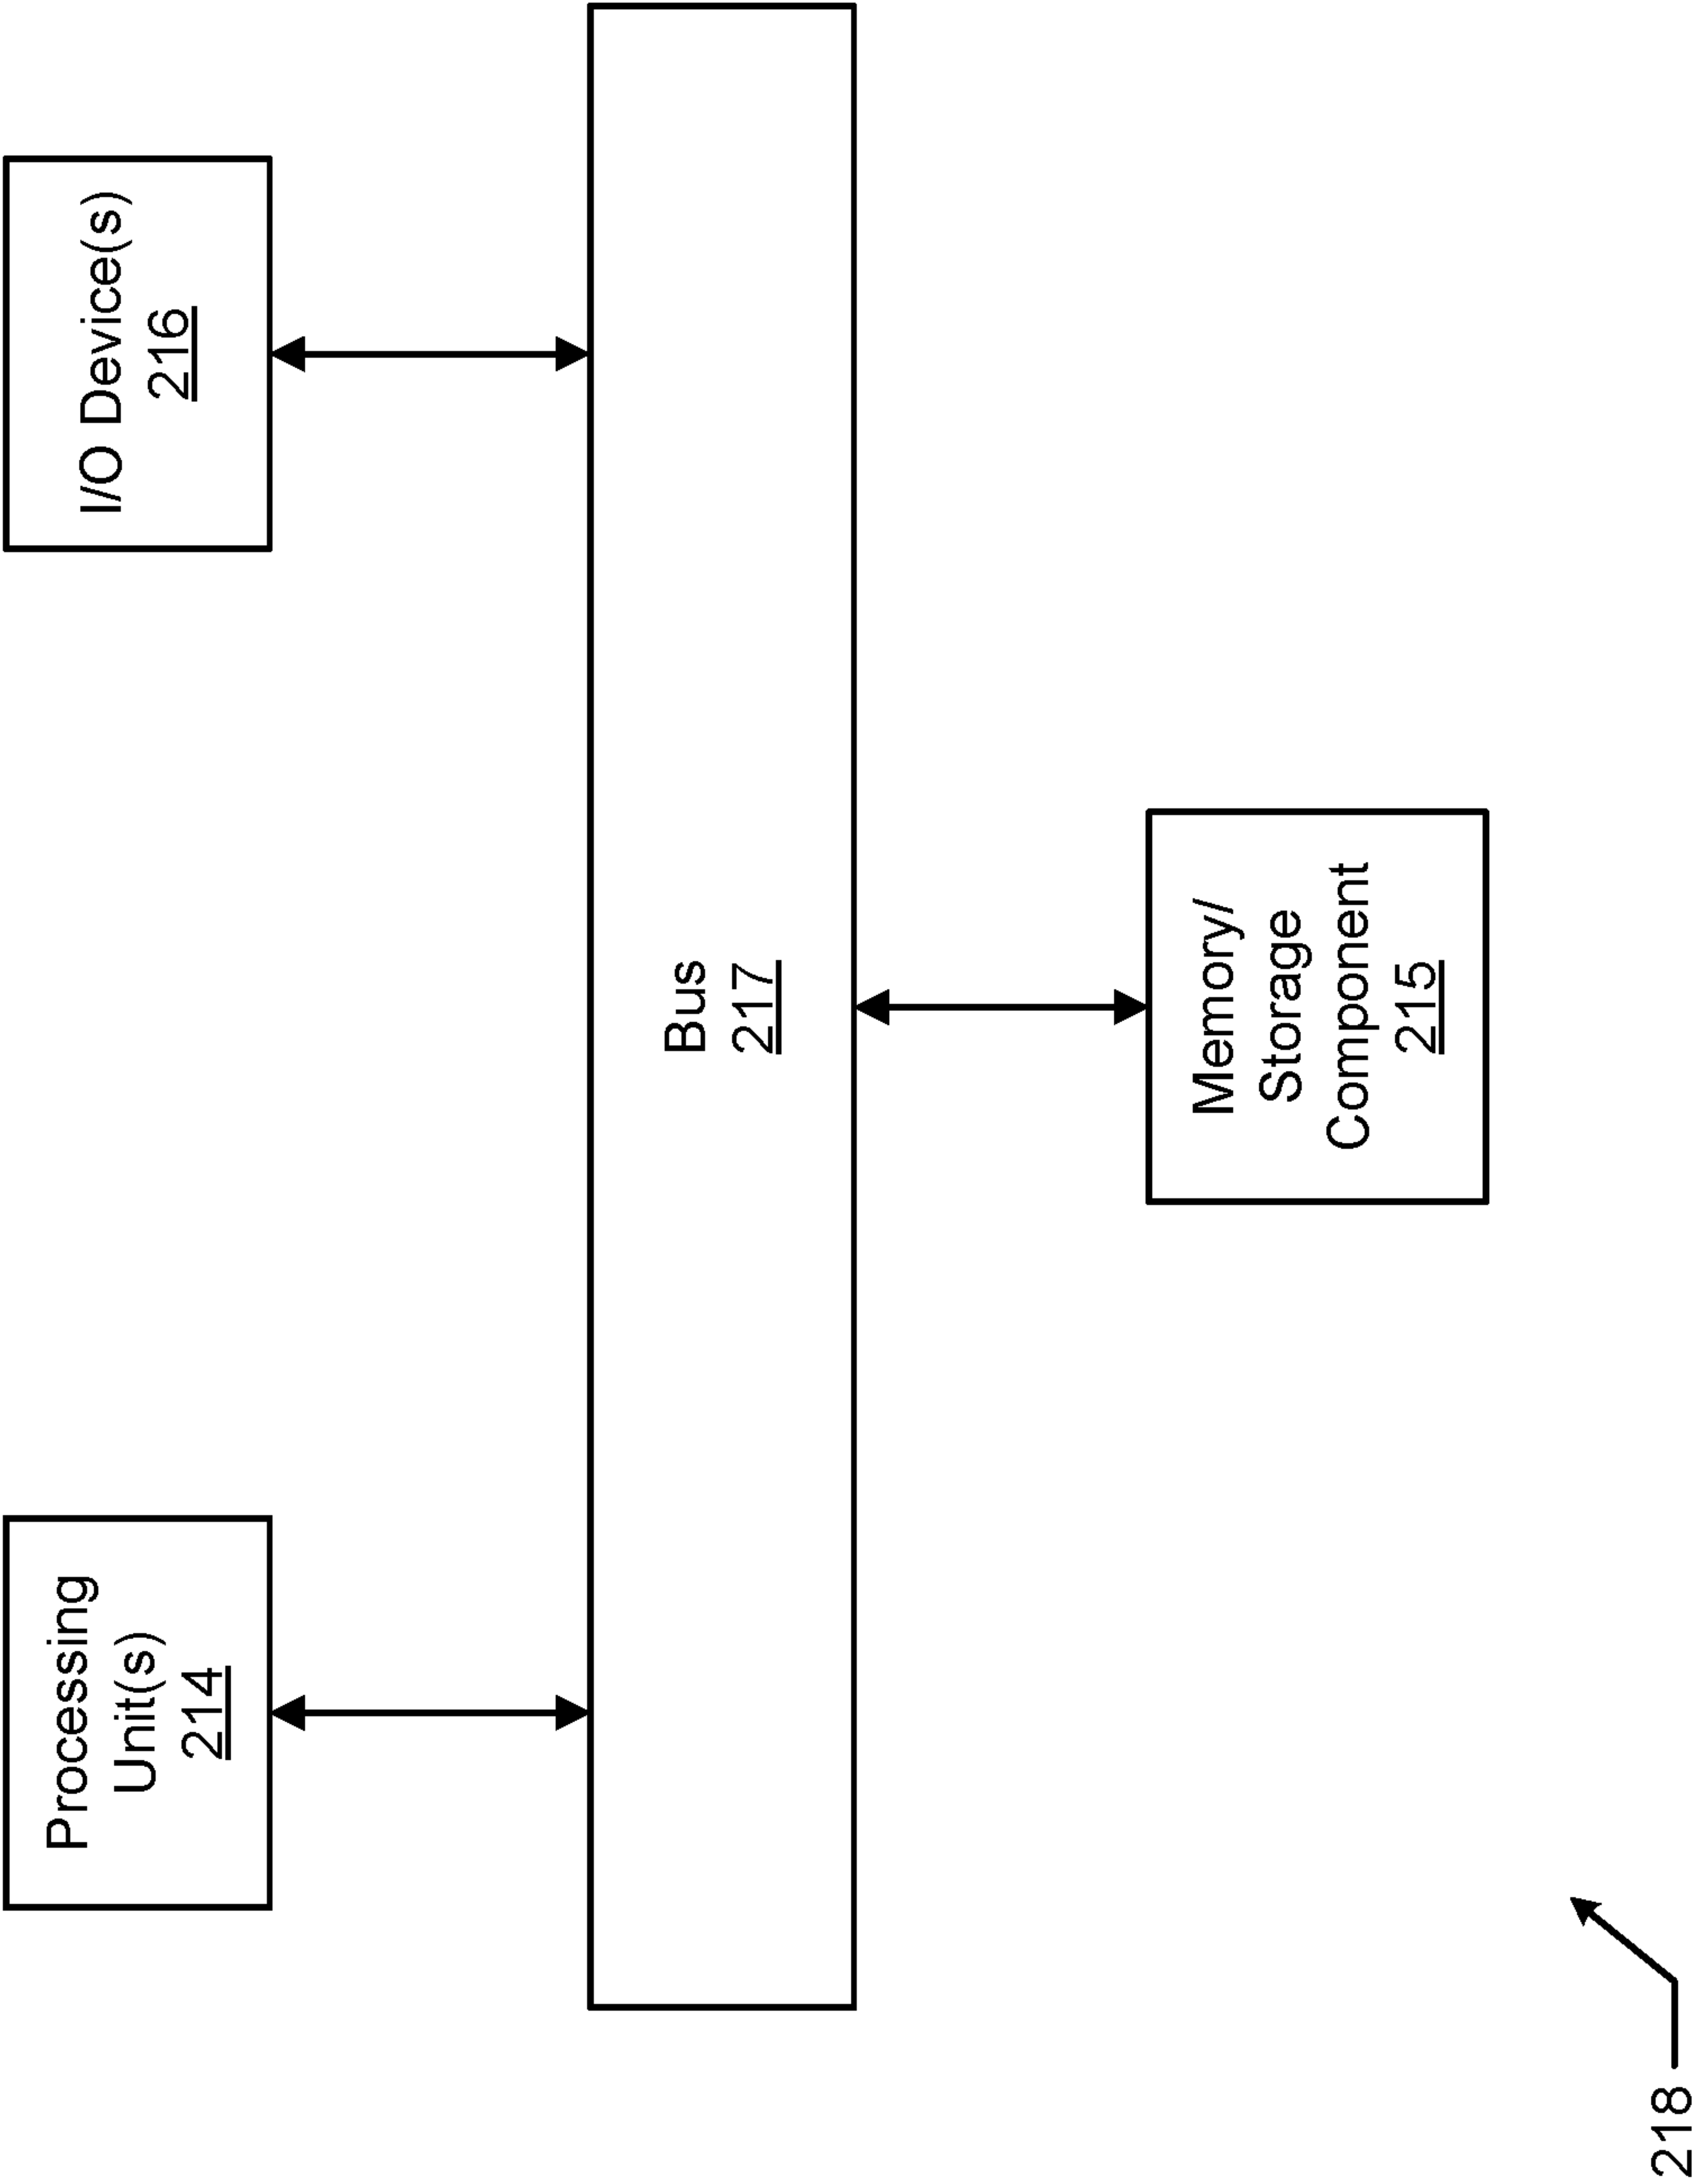 Processing
Unit(s)
214
I/O Device(s)
216
Bus
217
Memory/
Storage
Component
215
218